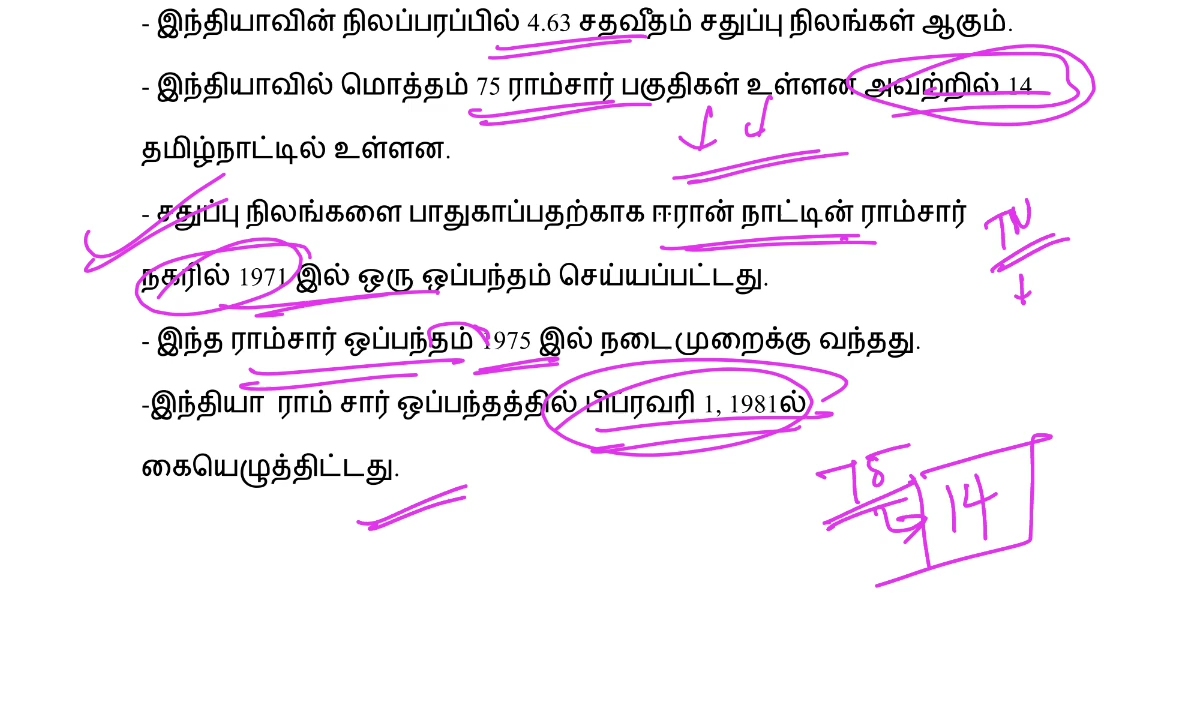 - இந்தியாவின் நிலப்பரப்பில் 4.63 சதவீதம் சதுப்பு நிலங்கள் ஆகும்.
- இந்தியாவில் மொத்தம் 75 ராம்சார் பகுதிகள் உள்ளன அவற்றில் 14
தமிழ்நாட்டில் உள்ளன.
- சதுப்பு நிலங்களை பாதுகாப்பதற்காக ஈரான் நாட்டின் ராம்சார்
TN
நகரில் 1971 இல் ஒரு ஒப்பந்தம் செய்யப்பட்டது.
- இந்த ராம்சார் ஒப்பந்தம் 1975 இல் நடைமுறைக்கு வந்தது.
-இந்தியா ராம் சார் ஒப்பந்தத்தில் பிபரவரி 1, 1981ல்
கையெழுத்திட்டது.
75
14